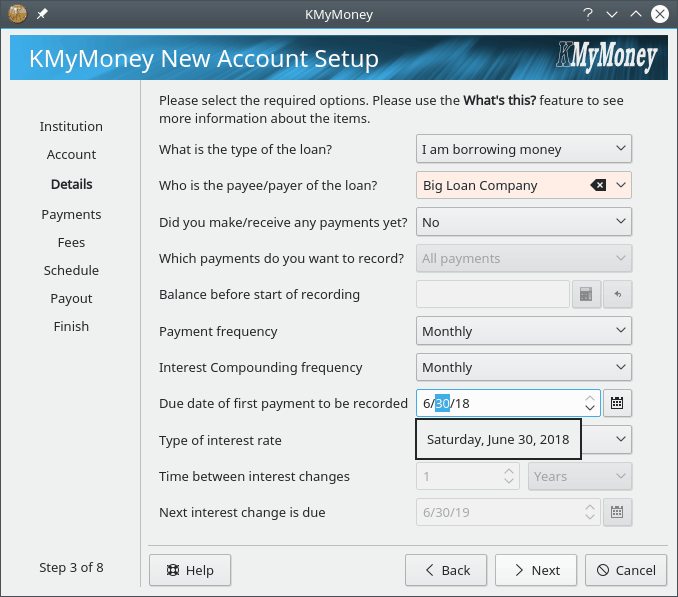 KMyMoney
KMyMoney New Account Setup
KMyMoney
Institution
Account
Details
Payments
Fees
Schedule
Payout
Finish
Step 3 of 8
Please select the required options. Please use the What's this? feature to see
more information about the items.
What is the type of the loan? I am borrowing money
Who is the payee/payer of the loan? Big Loan Company
Did you make/receive any payments yet? No
Which payments do you want to record? All payments
Balance before start of recording
Payment frequency Monthly
Interest Compounding frequency Monthly
Due date of first payment to be recorded 6/30/18
Saturday, June 30, 2018
Type of interest rate
Time between interest changes 1 Years
Next interest change is due 6/30/19
Help Back Next Cancel